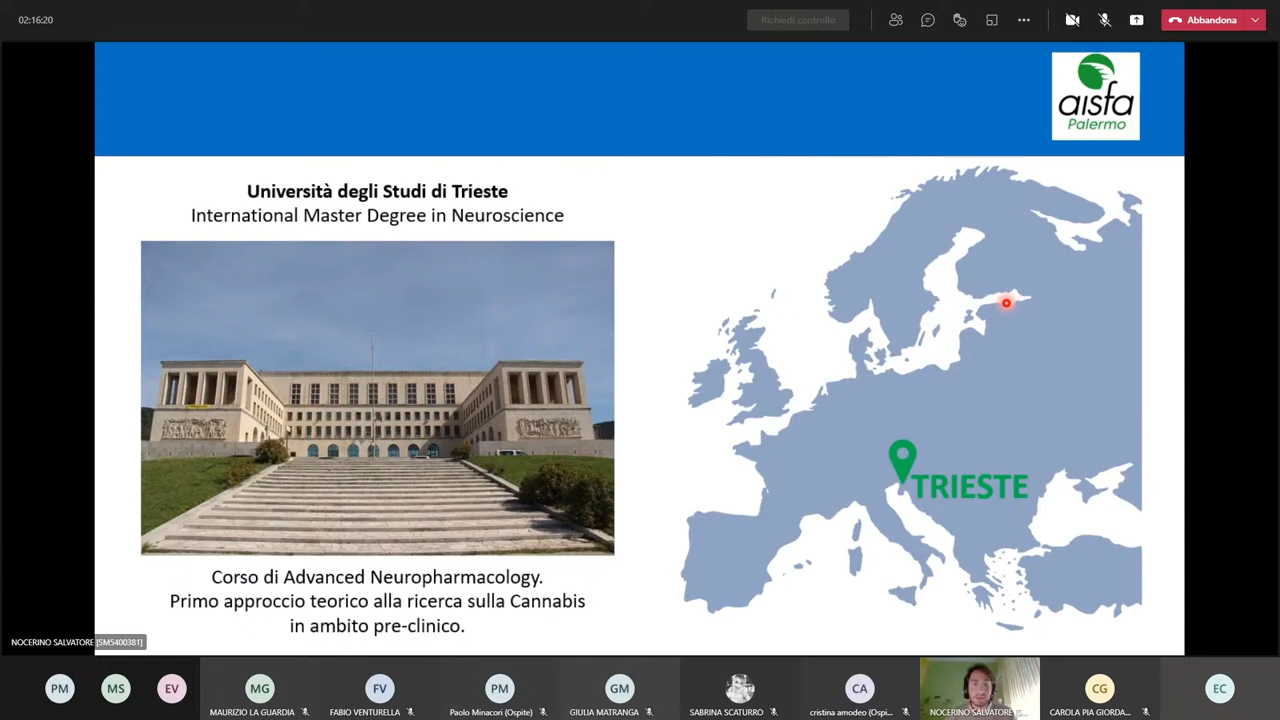 02:16:20
Richiedi controllo
Abbandona
aisfa
Palermo
Università degli Studi di Trieste
International Master Degree in Neuroscience
TRIESTE
Corso di Advanced Neuropharmacology.
Primo approccio teorico alla ricerca sulla Cannabis
in ambito pre-clinico.
NOCERINO SALVATORE [SM5400381]
PM
MS
EV
MG
FV
PM
GM
CA
CG
EC
MAURIZIO LA GUARDIA
FABIO VENTURELLA
Paolo Minacori (Ospite)
GIULIA MATRANGA
SABRINA SCATURRO
cristina amodeo (Ospi...
NOCERINO SALVATORE [S...
CAROLA PIA GIORDA...